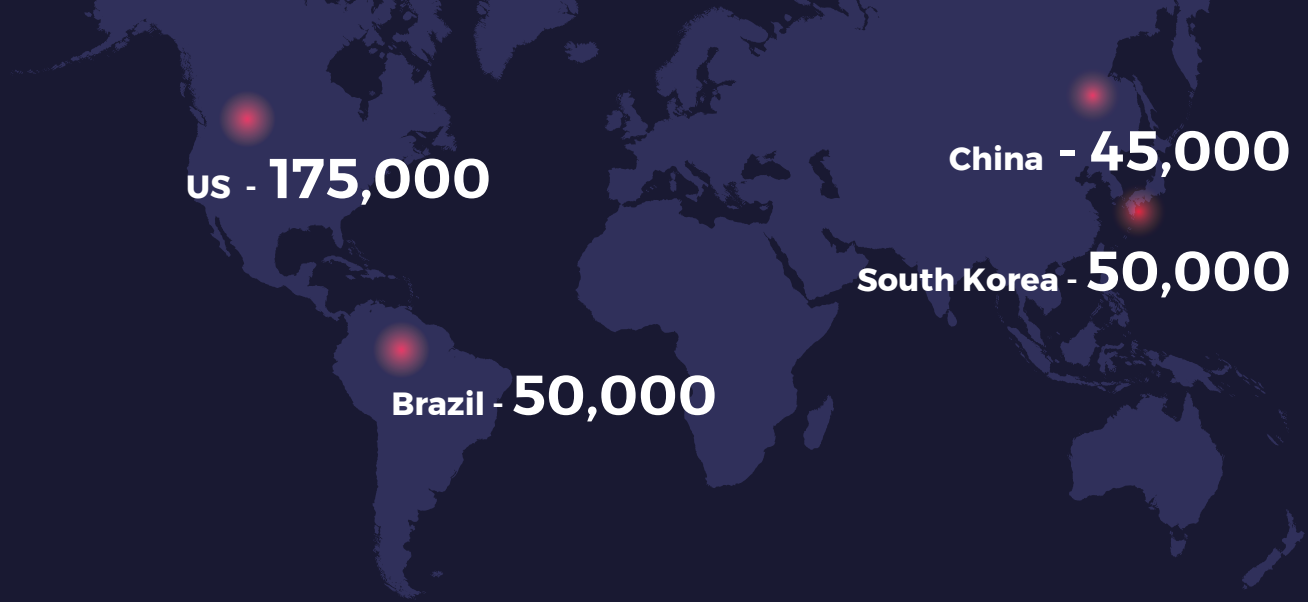 China - 45,000
US - 175,000
South Korea - 50,000
Brazil - 50,000